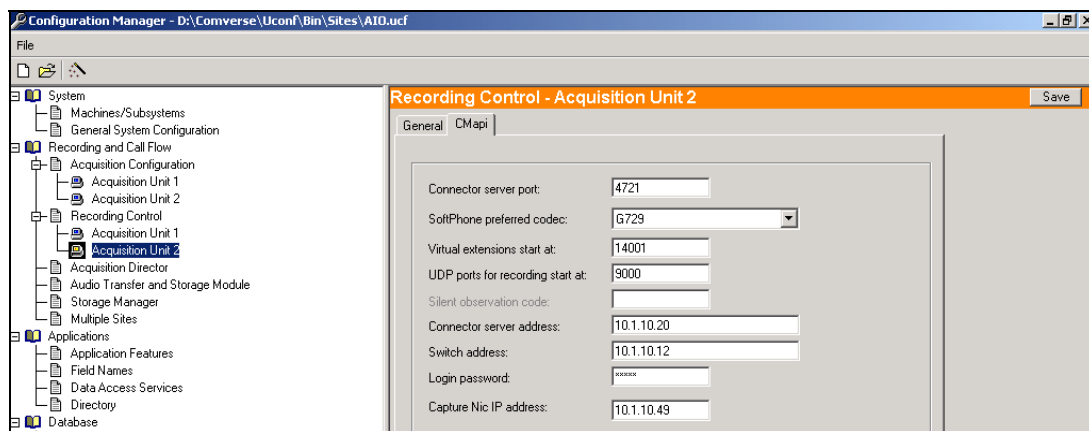 Configuration Manager - D:\Comverse\Uconf\Bin\Sites\AIO.ucf
File
System
Machines/Subsystems
General System Configuration
Recording and Call Flow
Acquisition Configuration
Acquisition Unit 1
Acquisition Unit 2
Recording Control
Acquisition Unit 1
Acquisition Unit 2
Acquisition Director
Audio Transfer and Storage Module
Storage Manager
Multiple Sites
Applications
Application Features
Field Names
Data Access Services
Directory
Database
Recording Control - Acquisition Unit 2
Save
General CMapi
Connector server port: 4721
SoftPhone preferred codec: G729
Virtual extensions start at: 14001
UDP ports for recording start at: 9000
Silent observation code:
Connector server address: 10.1.10.20
Switch address: 10.1.10.12
Login password: xxxxx
Capture Nic IP address: 10.1.10.49